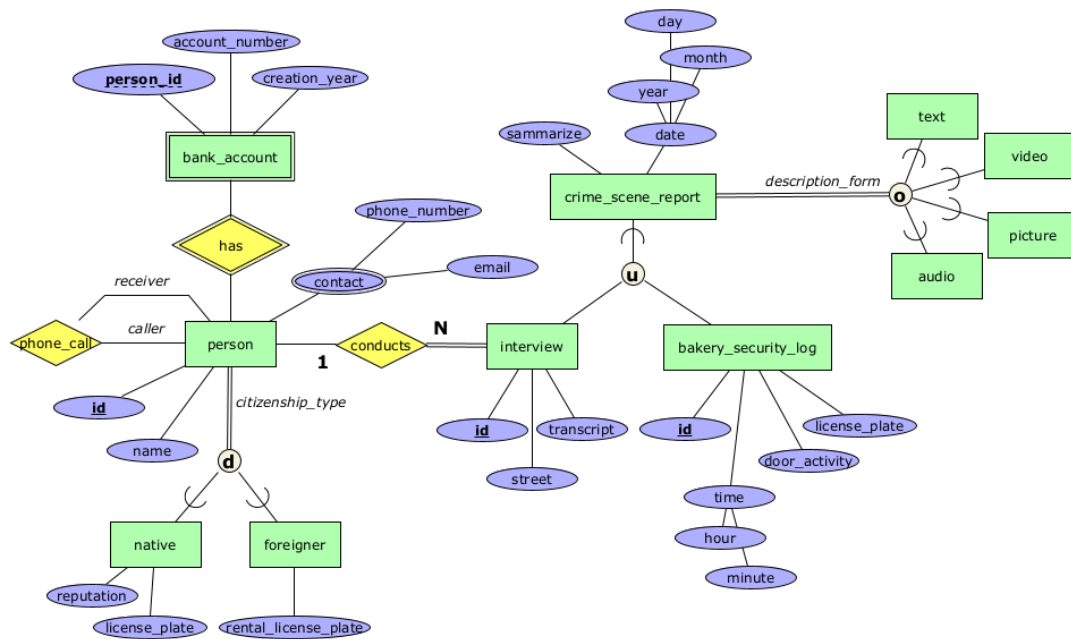 day
account_number
month
person_id
creation_year
year
text
sammarize
date
video
bank_account
description_form
crime_scene_report
o
phone_number
picture
has
email
audio
receiver
contact
u
caller
N
phone_call
person
conducts
interview
bakery_security_log
1
citizenship_type
id
id
transcript
id
license_plate
name
door_activity
d
street
time
native
foreigner
hour
minute
reputation
license_plate
rental_license_plate